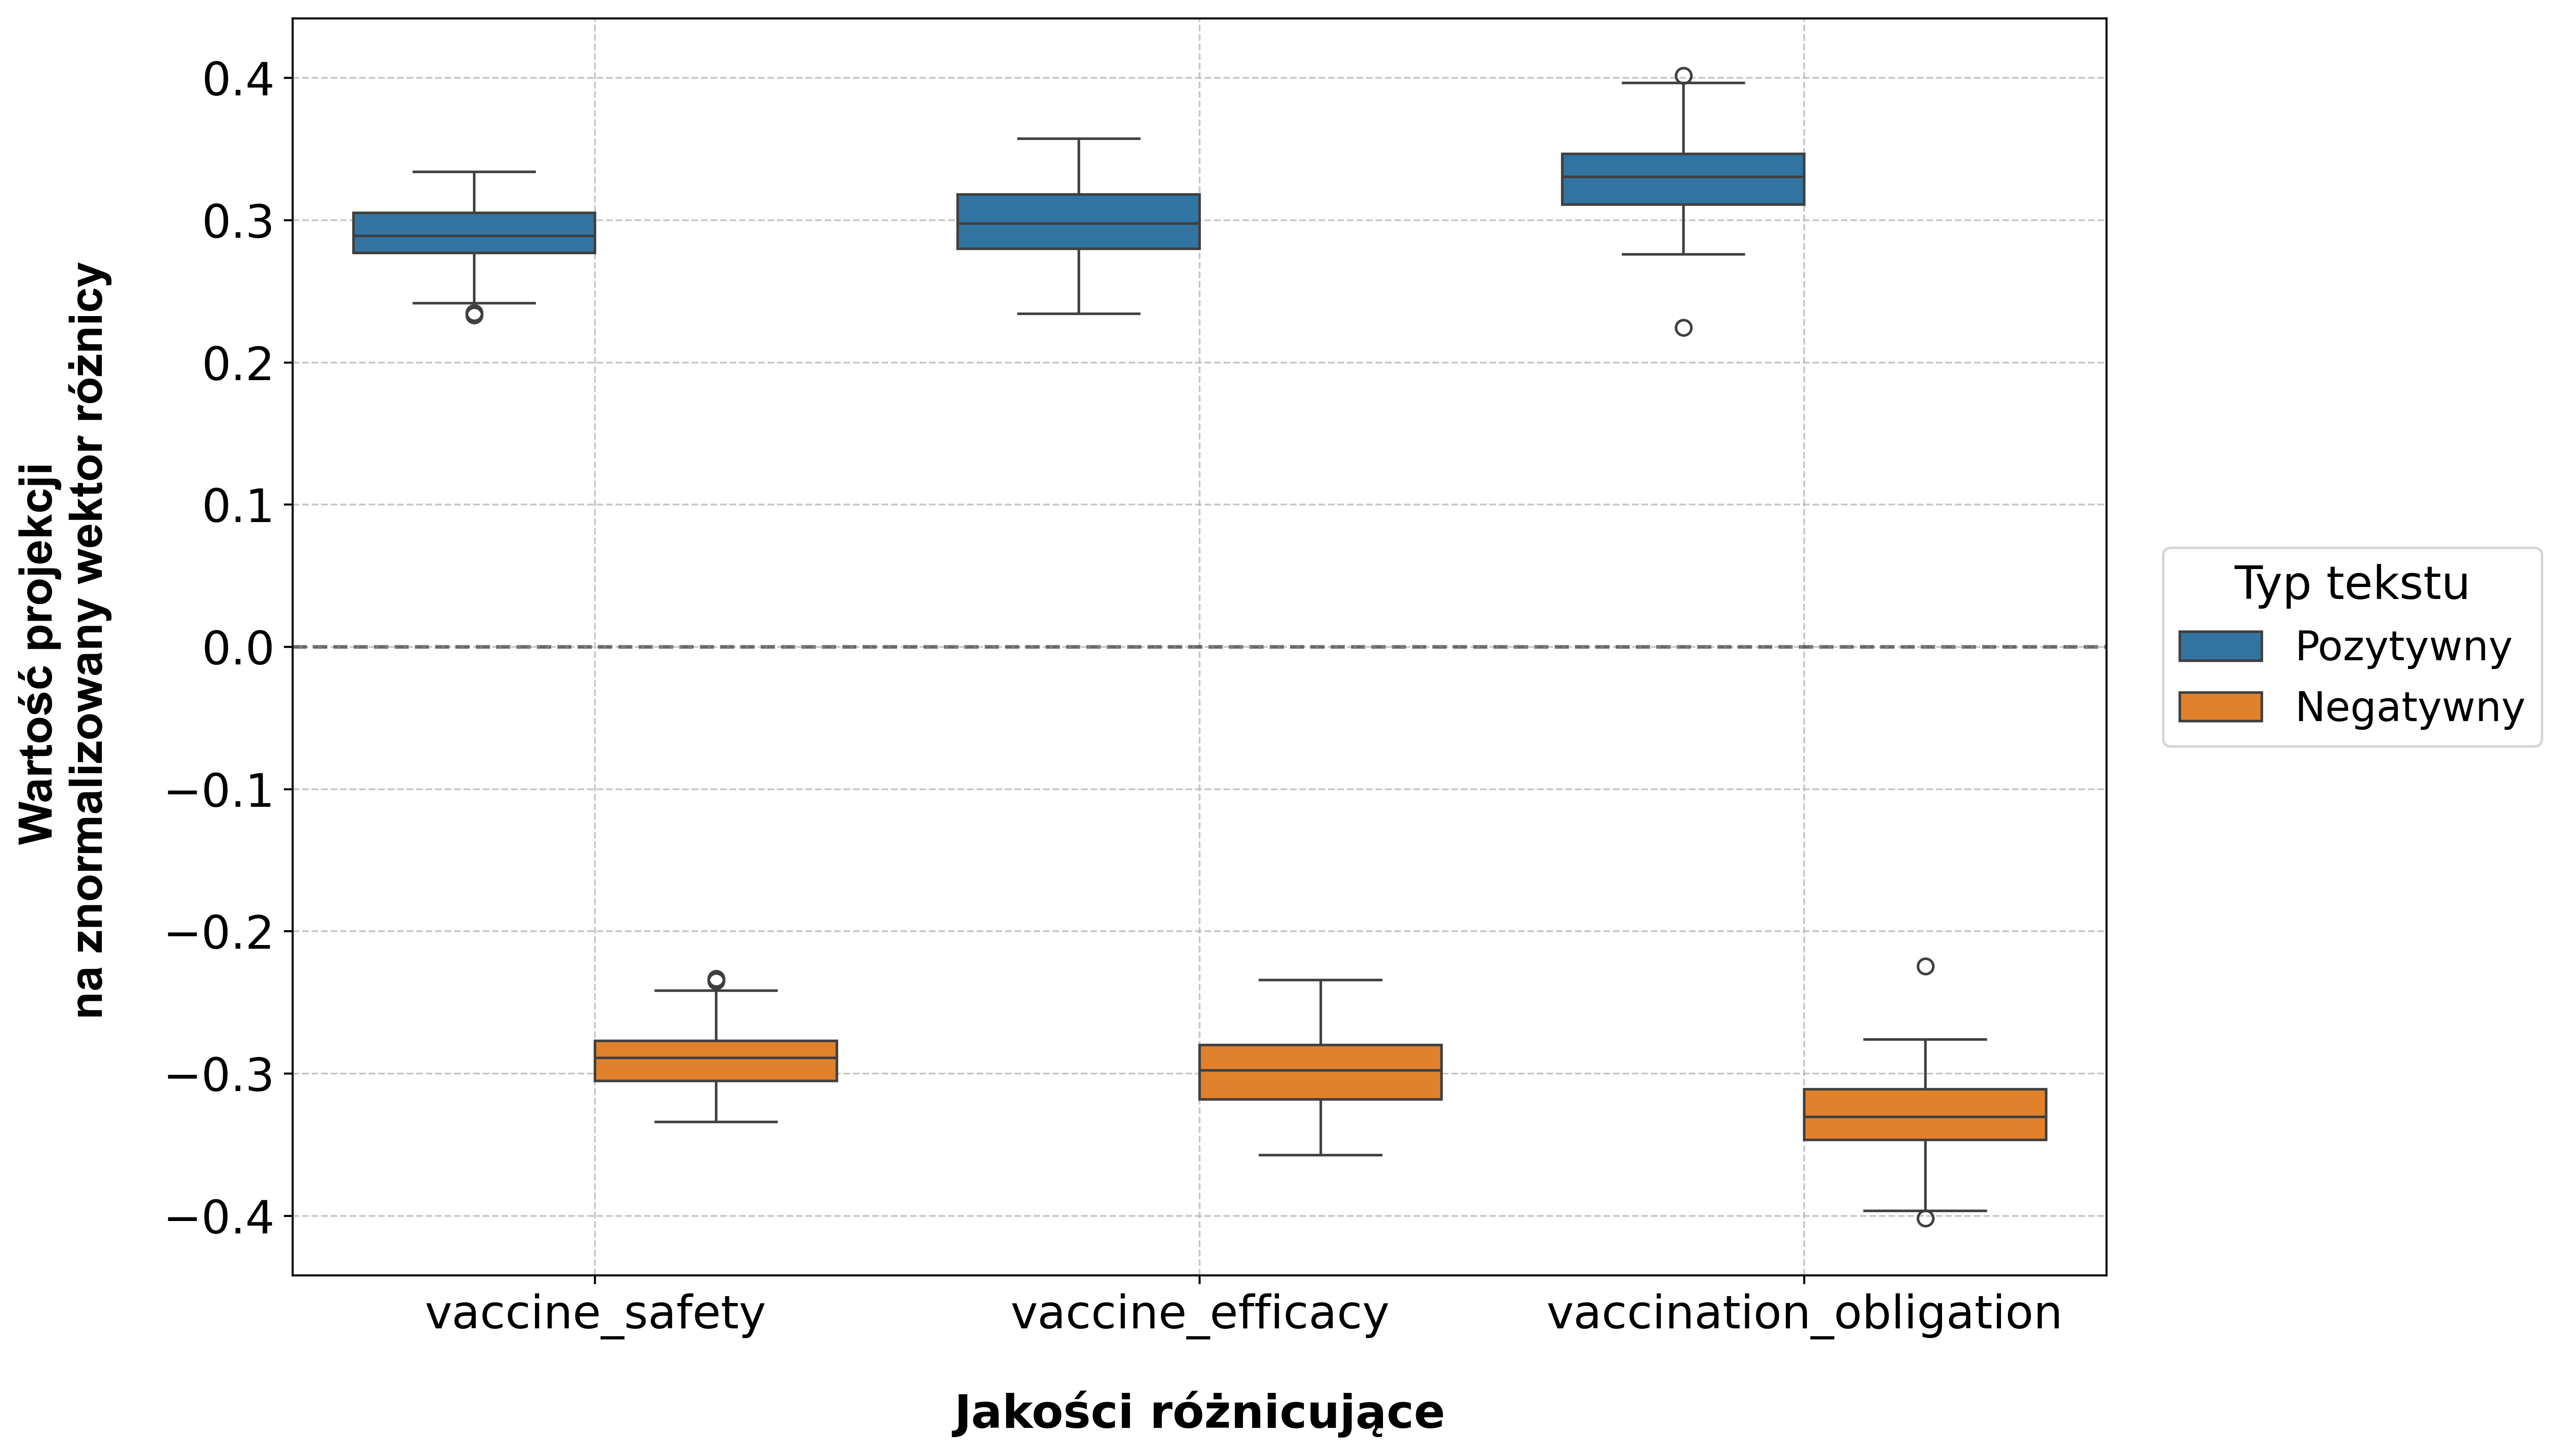 Wartość projekcji
na znormalizowany wektor różnicy
0.4
0.3
0.2
0.1
0.0
−0.1
−0.2
−0.3
−0.4
vaccine_safety
vaccine_efficacy
vaccination_obligation
Jakości różnicujące
Typ tekstu
Pozytywny
Negatywny